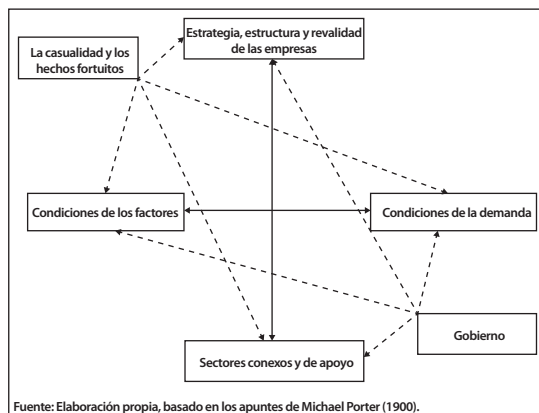 Estrategia, estructura y revalidad
de las empresas
La casualidad y los
hechos fortuitos
Condiciones de los factores
Condiciones de la demanda
Gobierno
Sectores conexos y de apoyo
Fuente: Elaboración propia, basado en los apuntes de Michael Porter (1900).